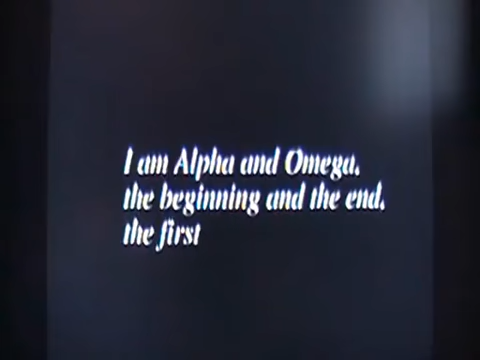 I am Alpha and Omega,
the beginning and the end,
the first